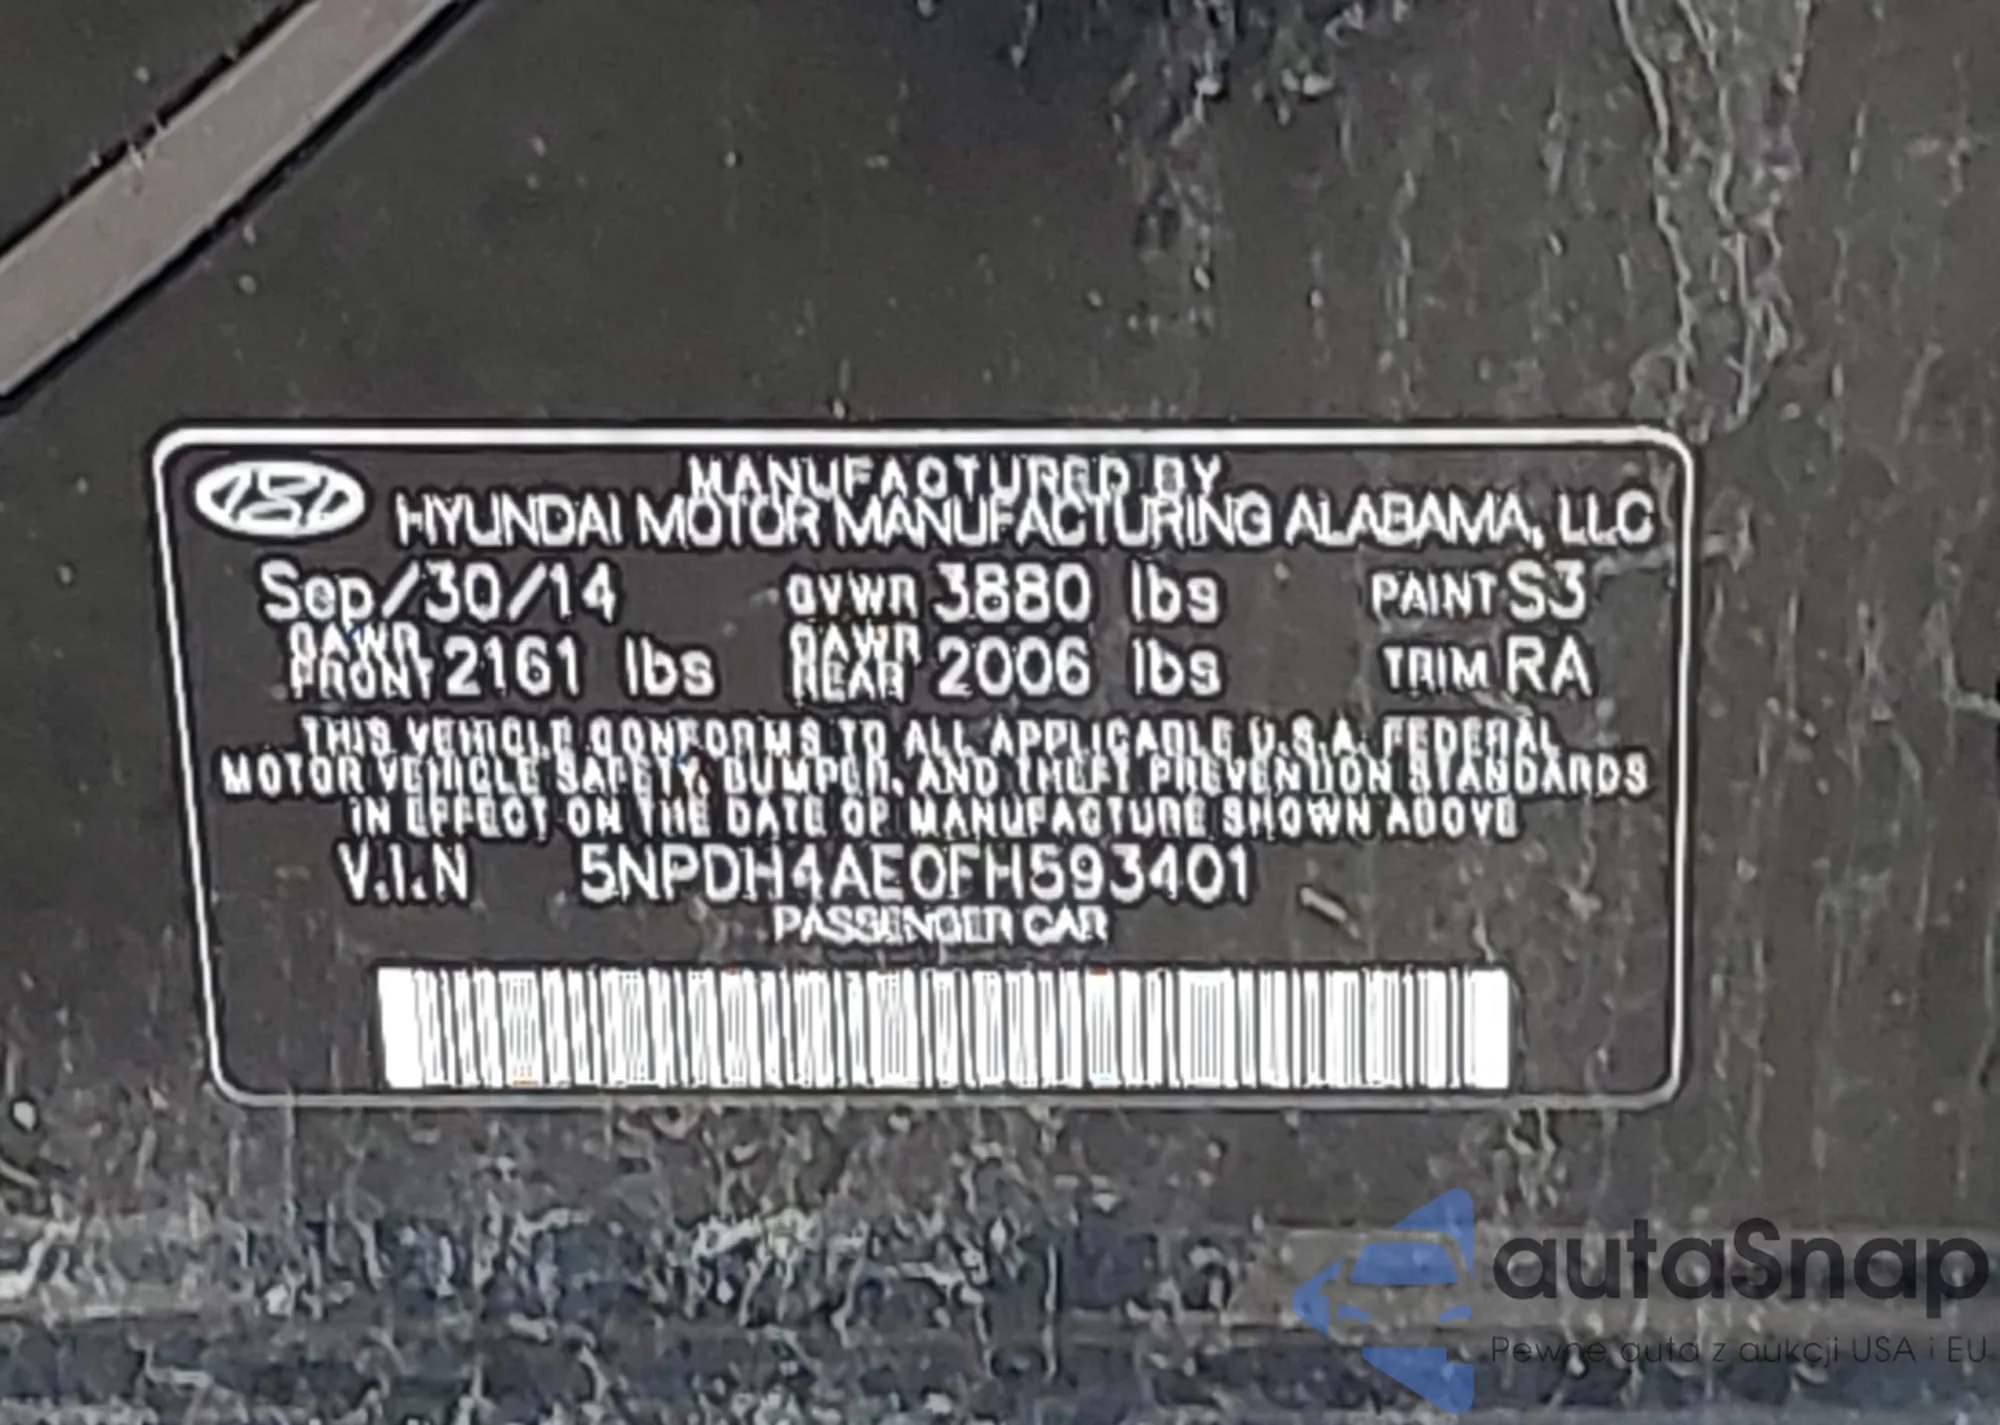 MANUFACTURED BY
HYUNDAI MOTOR MANUFACTURING ALABAMA, LLC
Sep/30/14 GVWR 3880 lbs PAINT S3
GAWR FRONT 2161 lbs GAWR REAR 2006 lbs TRIM RA
THIS VEHICLE CONFORMS TO ALL APPLICABLE U.S.A. FEDERAL
MOTOR VEHICLE SAFETY, BUMPER, AND THEFT PREVENTION STANDARDS
IN EFFECT ON THE DATE OF MANUFACTURE SHOWN ABOVE
V.I.N 5NPDH4AE0FH593401
PASSENGER CAR
autaSnap
Pewne auta z aukcji USA i EU